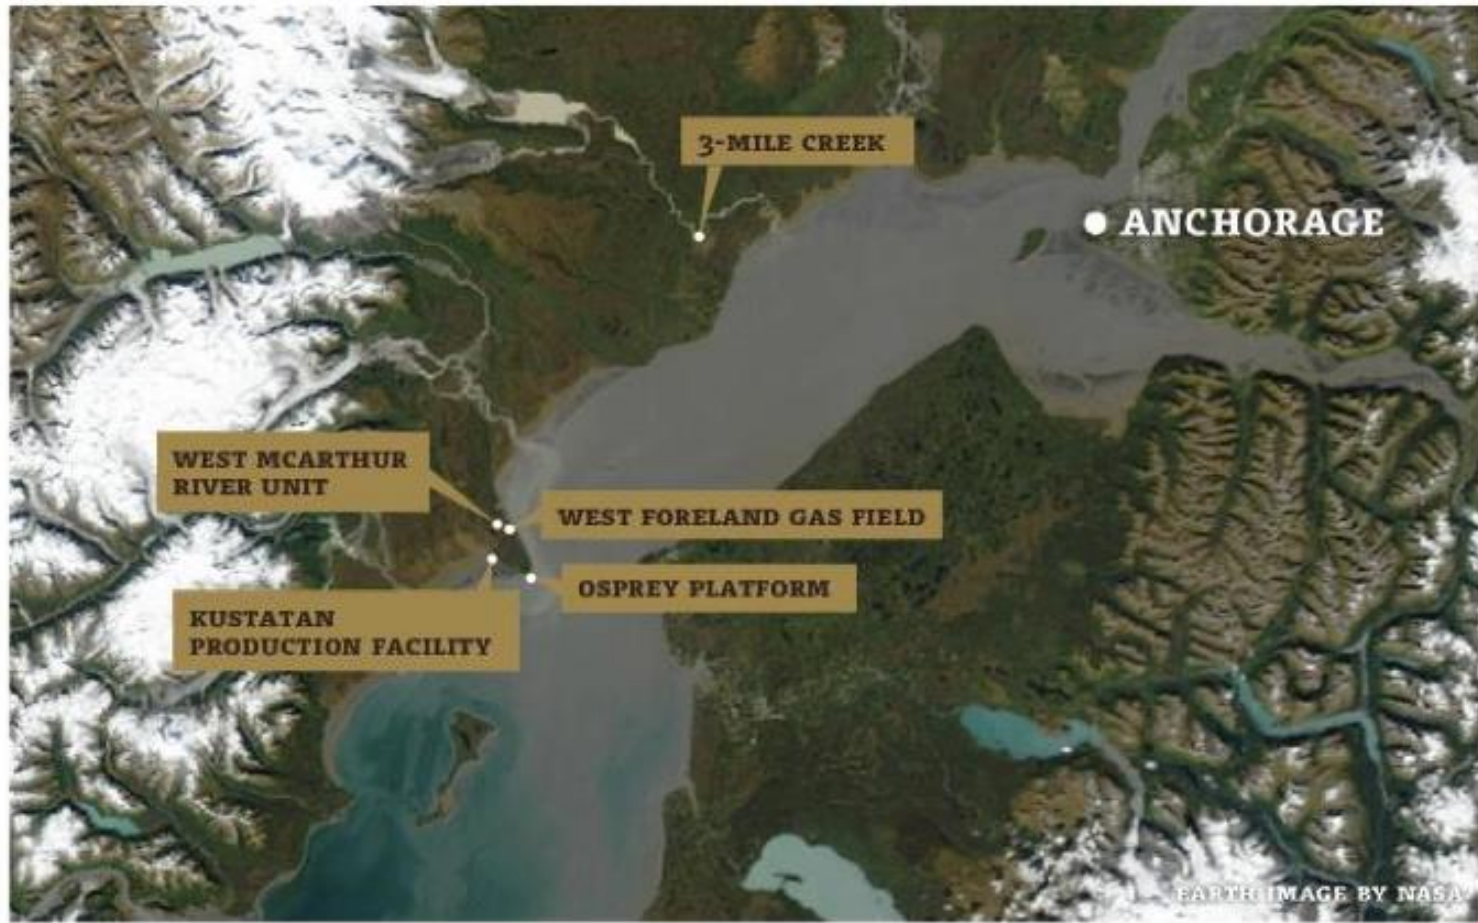 3-MILE CREEK
ANCHORAGE
WEST MCARTHUR
RIVER UNIT
WEST FORELAND GAS FIELD
OSPREY PLATFORM
KUSTATAN
PRODUCTION FACILITY
EARTH IMAGE BY NASA